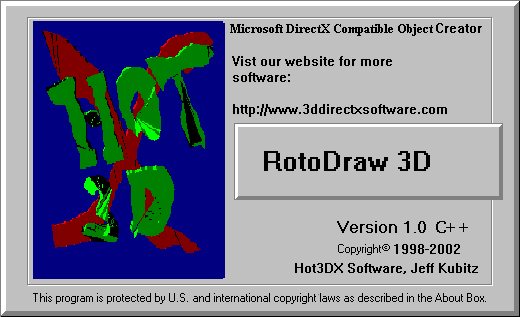 Microsoft DirectX Compatible Object Creator
Vist our website for more
software:
http://www.3ddirectxsoftware.com
HOT
3D
RotoDraw 3D
Version 1.0 C++
Copyright© 1998-2002
Hot3DX Software, Jeff Kubitz
This program is protected by U.S. and international copyright laws as described in the About Box.